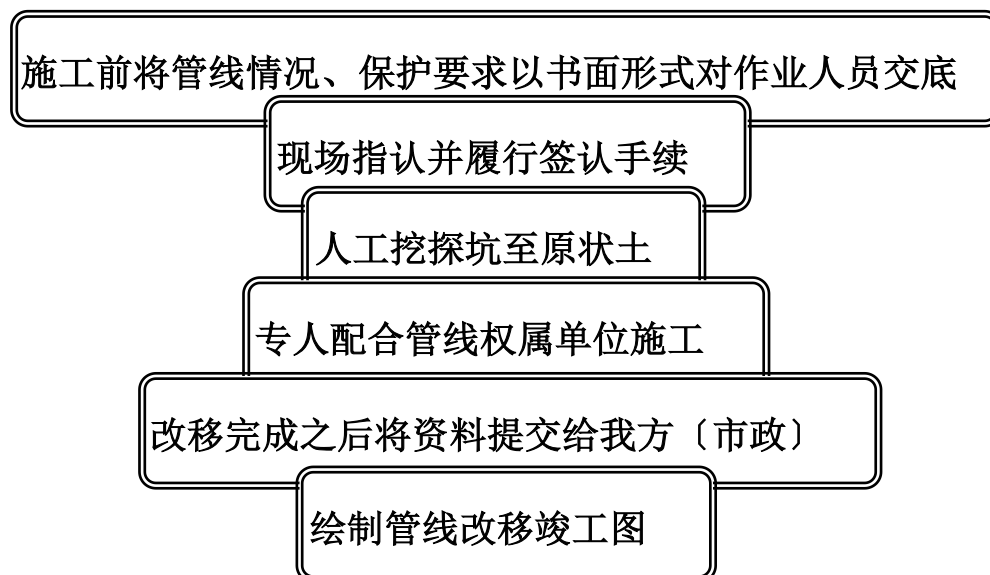 施工前将管线情况、保护要求以书面形式对作业人员交底
现场指认并履行签认手续
人工挖探坑至原状土
专人配合管线权属单位施工
改移完成之后将资料提交给我方〔市政〕
绘制管线改移竣工图